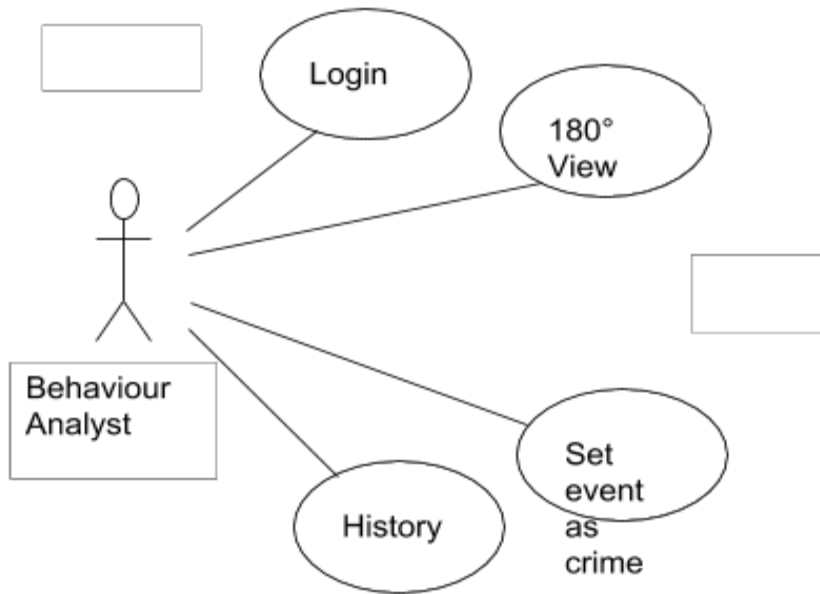 Login
180°
View
Behaviour
Analyst
Set
event
as
crime
History